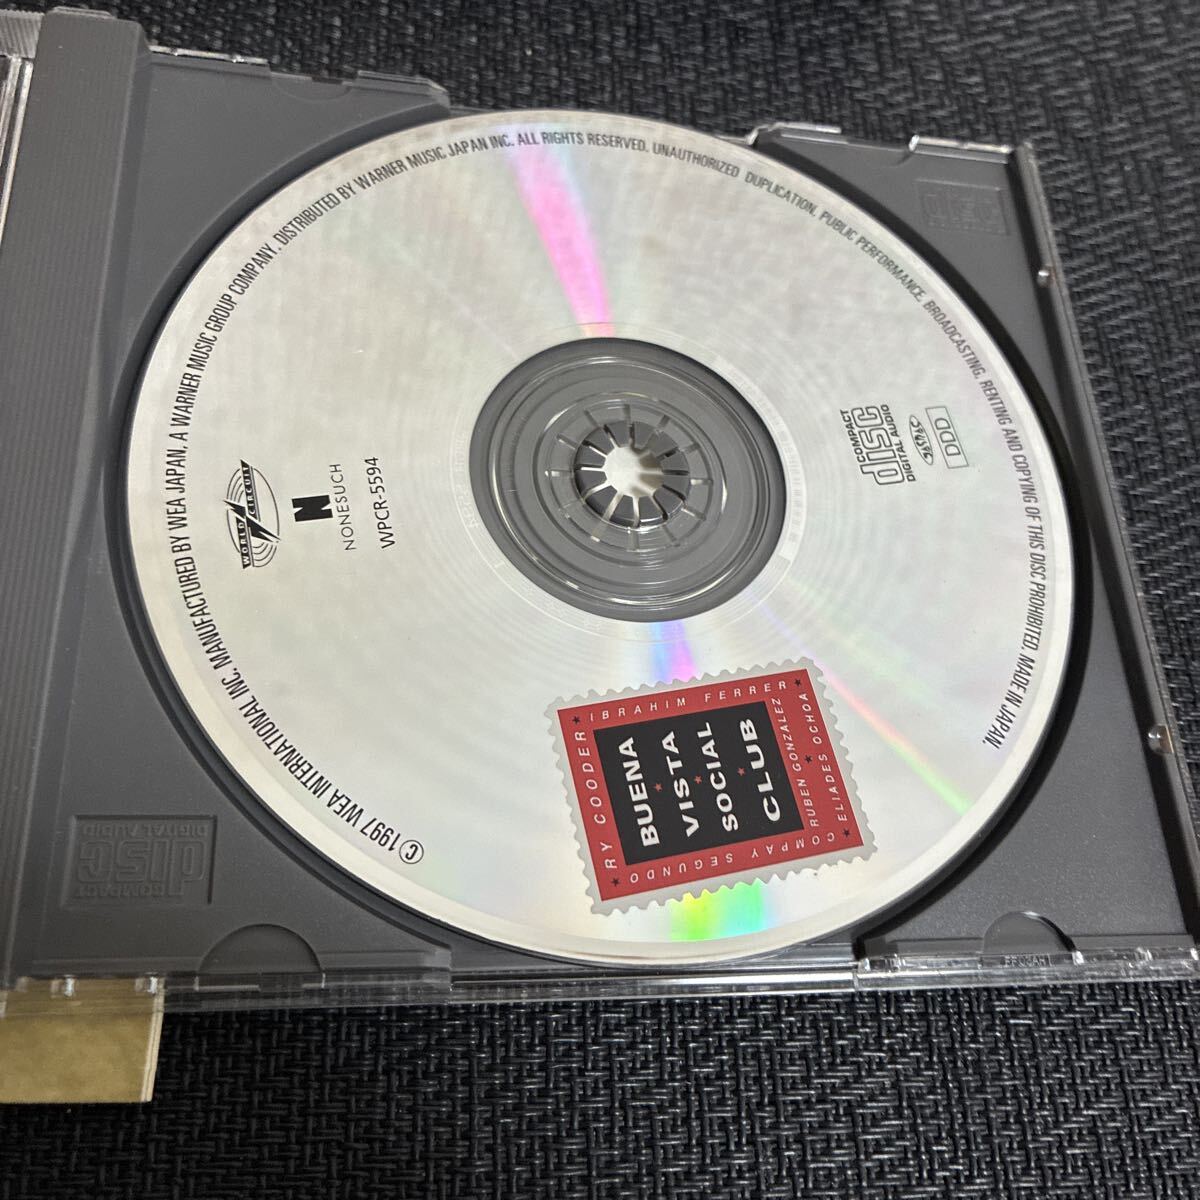 Ⓒ1997 WEA INTERNATIONAL INC. MANUFACTURED BY WEA JAPAN, A WARNER MUSIC GROUP COMPANY. DISTRIBUTED BY WARNER MUSIC JAPAN INC. ALL RIGHTS RESERVED. UNAUTHORIZED DUPLICATION, PUBLIC PERFORMANCE, BROADCASTING, RENTING AND COPYING OF THIS DISC PROHIBITED. MADE IN JAPAN.
WORLD CIRCUIT
N
NONESUCH
WPCR-5594
COMPACT
disc
DIGITAL AUDIO
JASRAC
DDD
RY COODER ★ IBRAHIM FERRER ★
RUBEN GONZALEZ ★
ELIADES OCHOA ★
COMPAY SEGUNDO ★
BUENA
★
VISTA
★
SOCIAL
★
CLUB
COMPACT
disc
DIGITAL AUDIO
disc